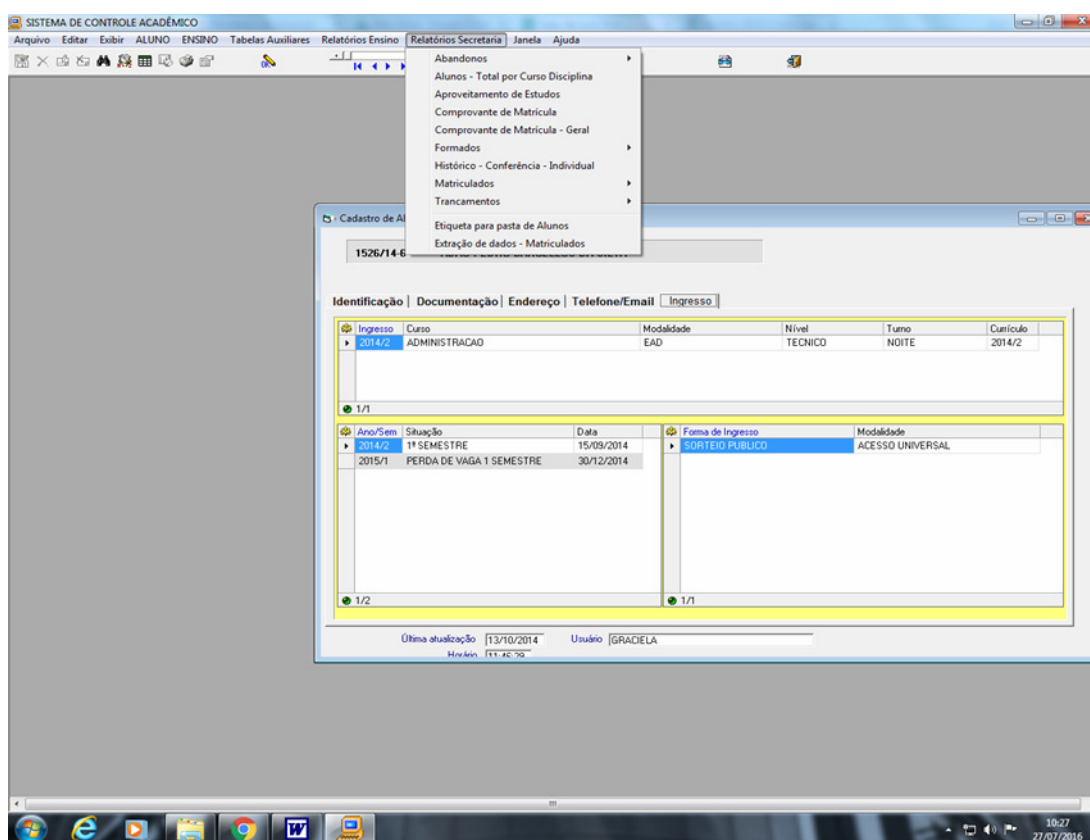 SISTEMA DE CONTROLE ACADÊMICO
Arquivo Editar Exibir ALUNO ENSINO Tabelas Auxiliares Relatórios Ensino Relatórios Secretaria Janela Ajuda
Abandonos
Alunos - Total por Curso Disciplina
Aproveitamento de Estudos
Comprovante de Matrícula
Comprovante de Matrícula - Geral
Formados
Histórico - Conferência - Individual
Matriculados
Trancamentos
Etiqueta para pasta de Alunos
Extração de dados - Matriculados
Cadastro de Al
1526/14-6
Identificação Documentação Endereço Telefone/Email Ingresso
Ingresso Curso Modalidade Nível Turno Currículo
2014/2 ADMINISTRACAO EAD TECNICO NOITE 2014/2
1/1
Ano/Sem Situação Data Forma de Ingresso Modalidade
2014/2 1º SEMESTRE 15/09/2014 SORTEIO PUBLICO ACESSO UNIVERSAL
2015/1 PERDA DE VAGA 1 SEMESTRE 30/12/2014
1/2 1/1
Última atualização 13/10/2014 Usuário GRACIELA
Horário 11:46:29
10:27
27/07/2016